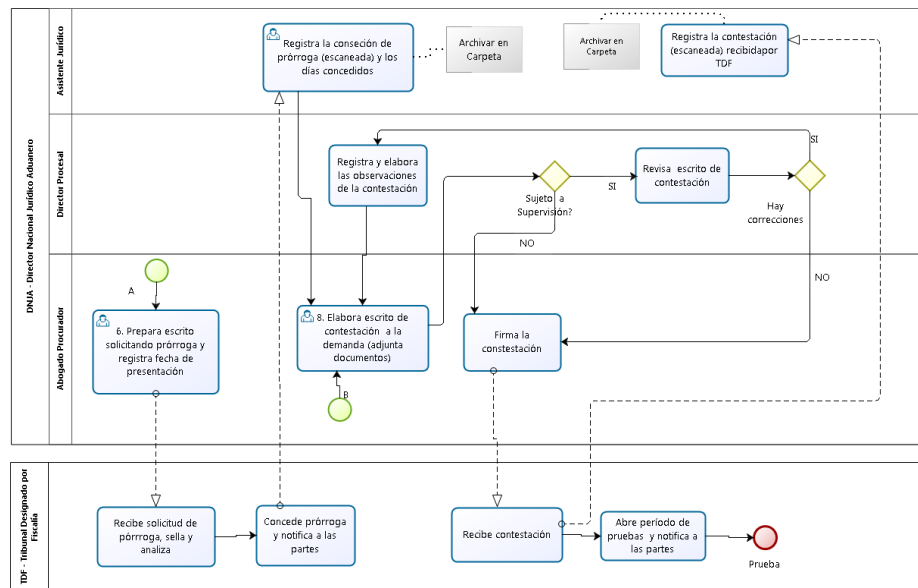 DNJA - Director Nacional Jurídico Aduanero
Asistente Jurídico
Registra la conseción de
prórroga (escaneada) y los
días concedidos
Archivar en
Carpeta
Archivar en
Carpeta
Registra la contestación
(escaneada) recibidapor
TDF
Director Procesal
Registra y elabora
las observaciones
de la contestación
Sujeto a
Supervisión?
SI
NO
Revisa escrito de
contestación
SI
Hay
correcciones
NO
Abogado Procurador
A
6. Prepara escrito
solicitando prórroga y
registra fecha de
presentación
8. Elabora escrito de
contestación a la
demanda (adjunta
documentos)
B
Firma la
constestación
TDF - Tribunal Designado por
Fiscalía
Recibe solicitud de
pórrroga, sella y
analiza
Concede prórroga
y notifica a las
partes
Recibe contestación
Abre período de
pruebas y notifica a
las partes
Prueba